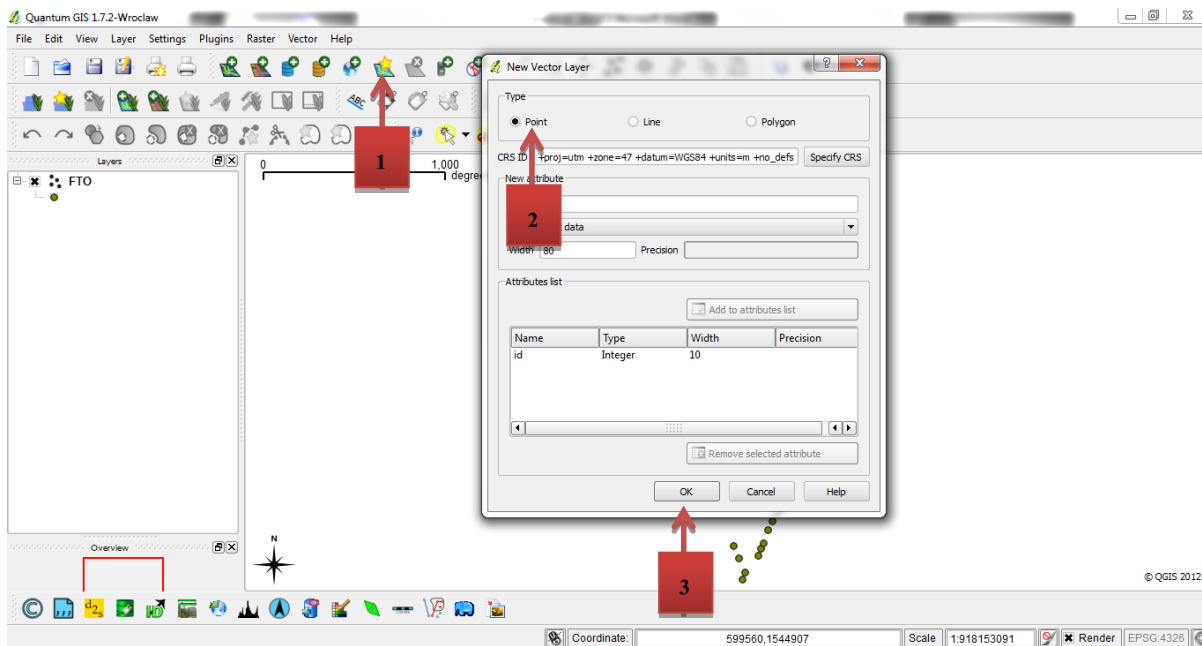 Quantum GIS 1.7.2-Wroclaw
File Edit View Layer Settings Plugins Raster Vector Help
New Vector Layer
Type
Point Line Polygon
CRS ID +proj=utm +zone=47 +datum=WGS84 +units=m +no_defs Specify CRS
New attribute
data
Width 80 Precision
Attributes list
Add to attributes list
Name Type Width Precision
id Integer 10
Remove selected attribute
OK Cancel Help
1
2
3
ABC
Layers
FTO
0 1,000
Overview
N
© QGIS 2012
d2s
Coordinate: 599560,1544907 Scale 1:918153091 Render EPSG:4326